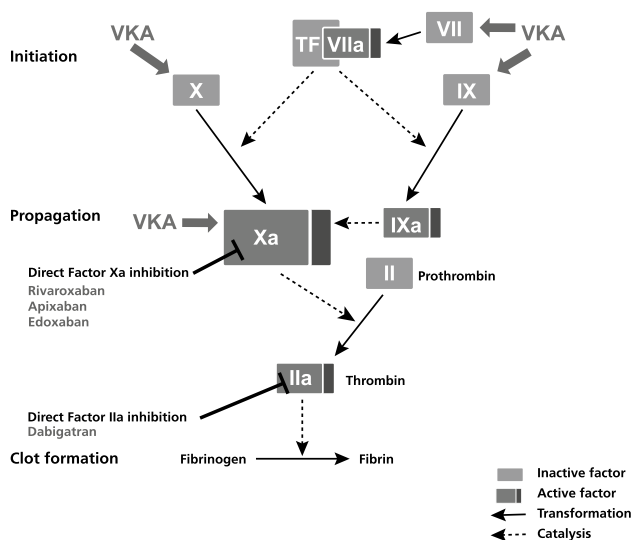 VKA
TF VIIa
VII
VKA
Initiation
X
IX
Propagation
VKA
Xa
IXa
Direct Factor Xa inhibition
Rivaroxaban
Apixaban
Edoxaban
II
Prothrombin
IIa
Thrombin
Direct Factor IIa inhibition
Dabigatran
Clot formation
Fibrinogen
Fibrin
Inactive factor
Active factor
Transformation
Catalysis